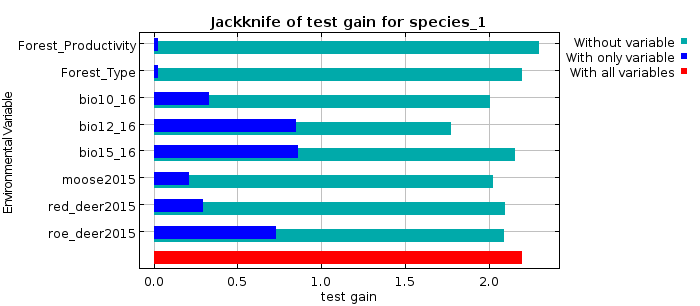 Jackknife of test gain for species_1
Environmental Variable
Forest_Productivity
Forest_Type
bio10_16
bio12_16
bio15_16
moose2015
red_deer2015
roe_deer2015
Without variable
With only variable
With all variables
0.0 0.5 1.0 1.5 2.0
test gain